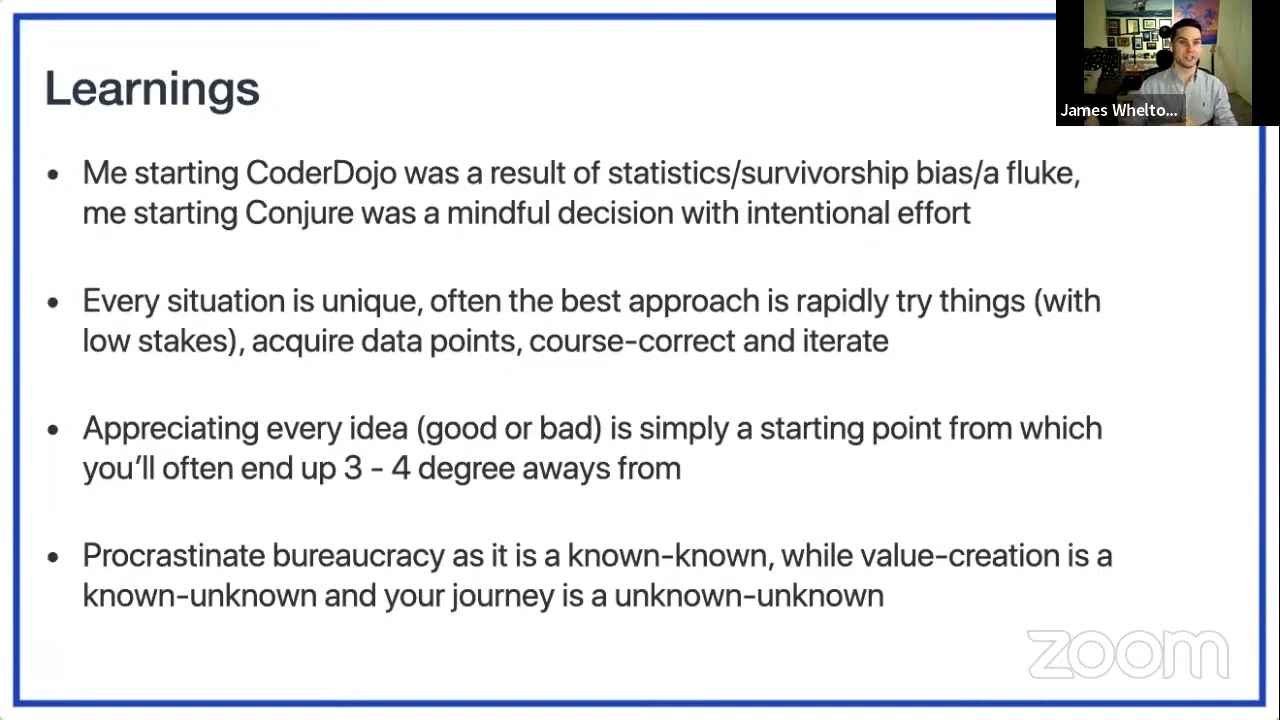 Learnings
James Whelto...
• Me starting CoderDojo was a result of statistics/survivorship bias/a fluke,
me starting Conjure was a mindful decision with intentional effort
• Every situation is unique, often the best approach is rapidly try things (with
low stakes), acquire data points, course-correct and iterate
• Appreciating every idea (good or bad) is simply a starting point from which
you’ll often end up 3 - 4 degree aways from
• Procrastinate bureaucracy as it is a known-known, while value-creation is a
known-unknown and your journey is a unknown-unknown
zoom